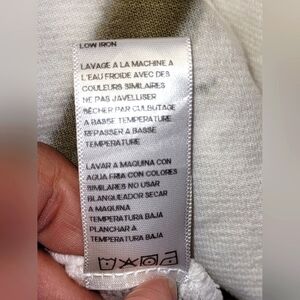 LOW IRON
LAVAGE A LA MACHINE A
L'EAU FROIDE AVEC DES
COULEURS SIMILAIRES
NE PAS JAVELLISER
SÉCHER PAR CULBUTAGE
A BASSE TEMPERATURE
REPASSER A BASSE
TEMPERATURE
LAVAR A MAQUINA CON
AGUA FRIA CON COLORES
SIMILARES NO USAR
BLANQUEADOR SECAR
A MAQUINA
TEMPERATURA BAJA
PLANCHAR A
TEMPERATURA BAJA